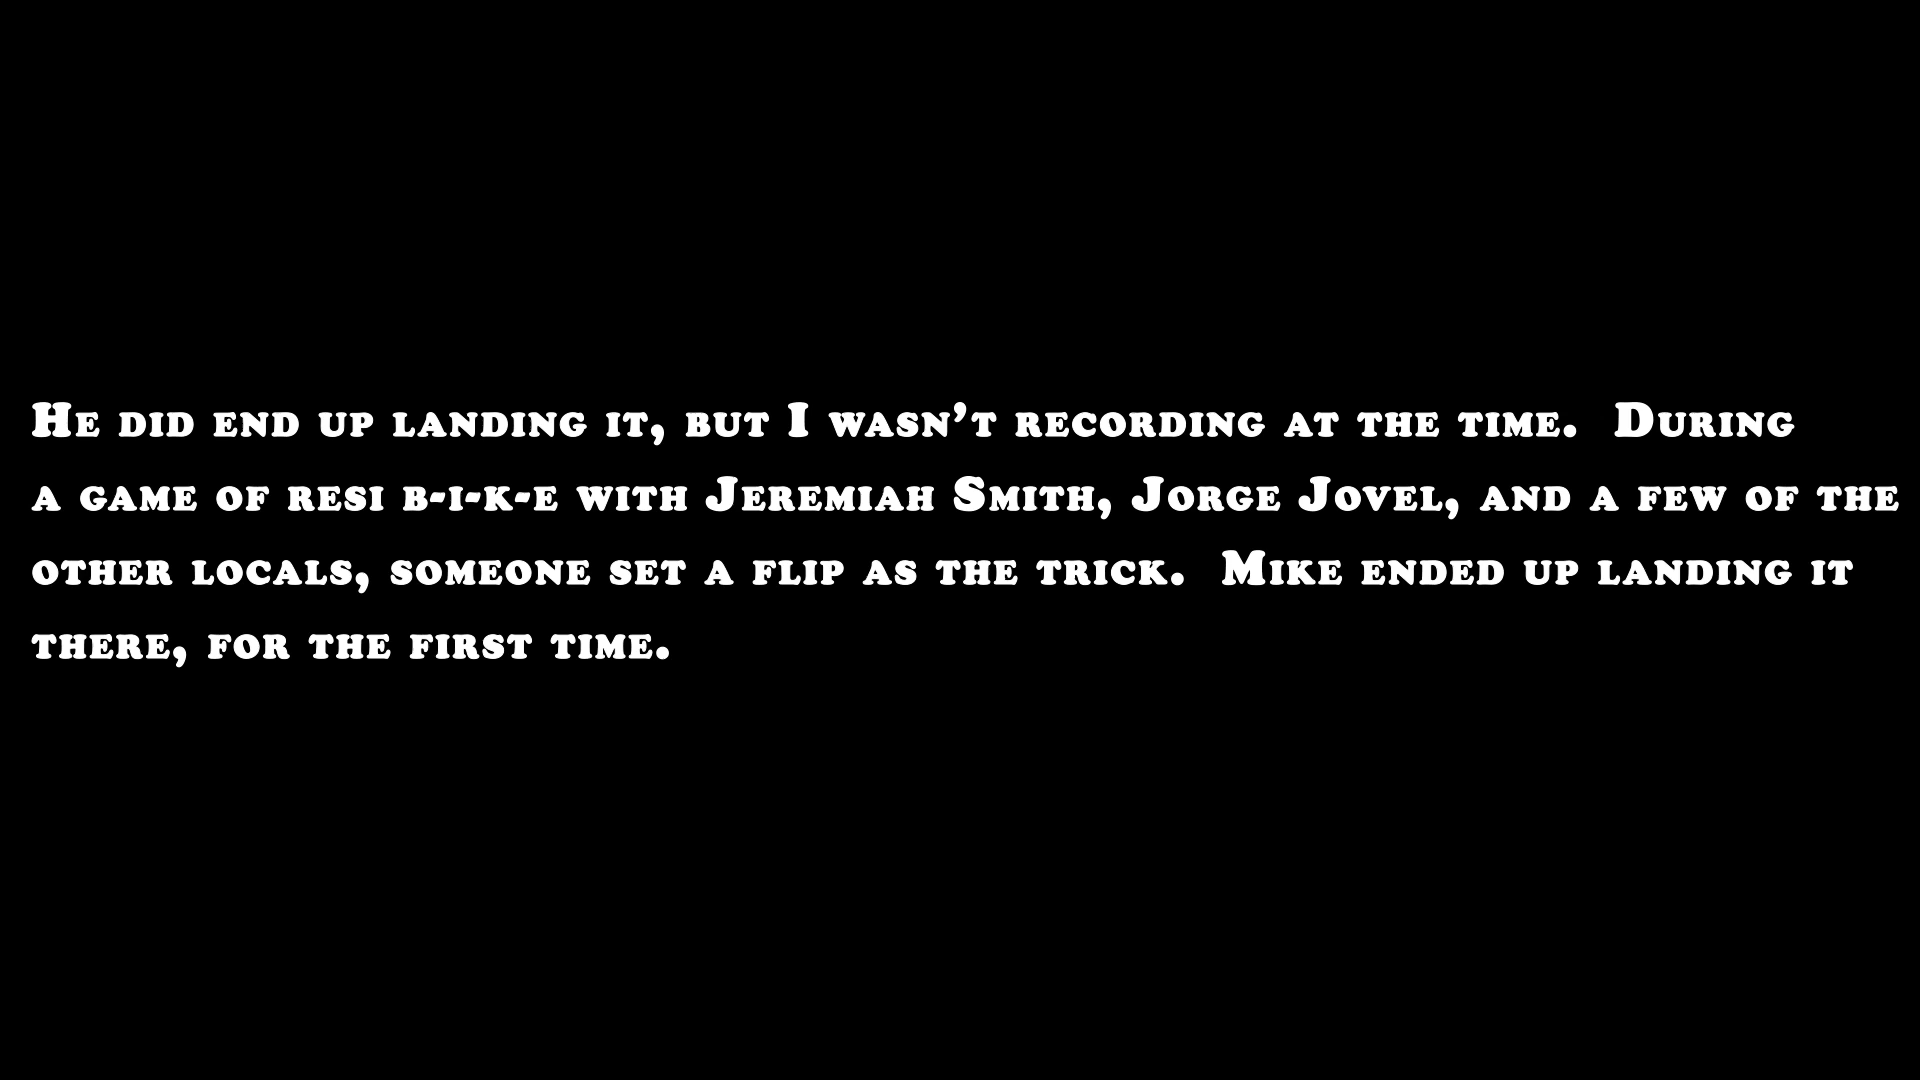 He did end up landing it, but I wasn’t recording at the time.  During
a game of resi b-i-k-e with Jeremiah Smith, Jorge Jovel, and a few of the
other locals, someone set a flip as the trick.  Mike ended up landing it
there, for the first time.